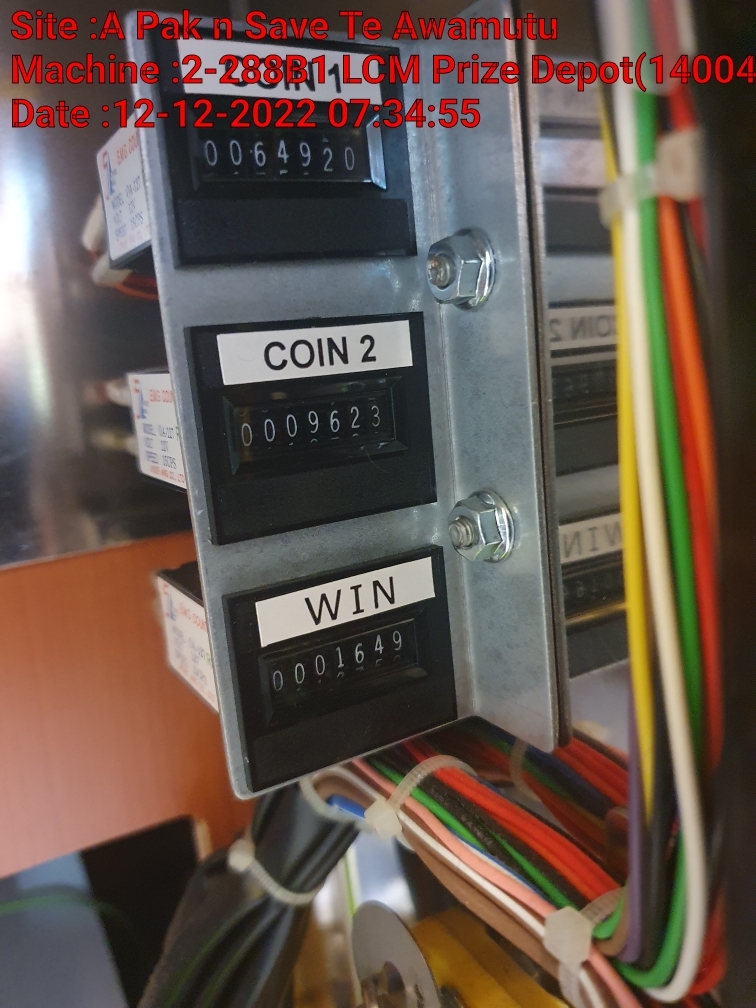 Site :A Pak n Save Te Awamutu
Machine :2-288B1 LCM Prize Depot(14004
Date :12-12-2022 07:34:55
COIN 1
0064920
COIN 2
0009623
WIN
0001649